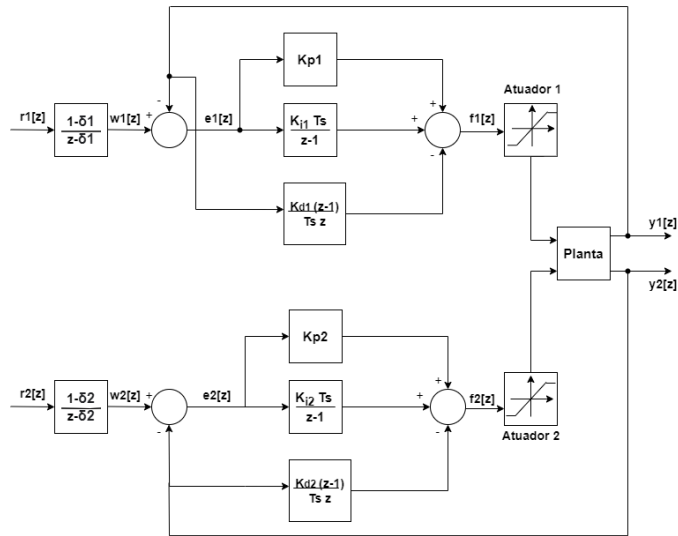 Kp1
Atuador 1
r1[z]
1-δ1
z-δ1
w1[z]
+
-
e1[z]
Ki1 Ts
z-1
+
+
-
f1[z]
Kd1 (z-1)
Ts z
y1[z]
Planta
y2[z]
Kp2
r2[z]
1-δ2
z-δ2
w2[z]
+
-
e2[z]
Ki2 Ts
z-1
+
+
-
f2[z]
Atuador 2
Kd2 (z-1)
Ts z